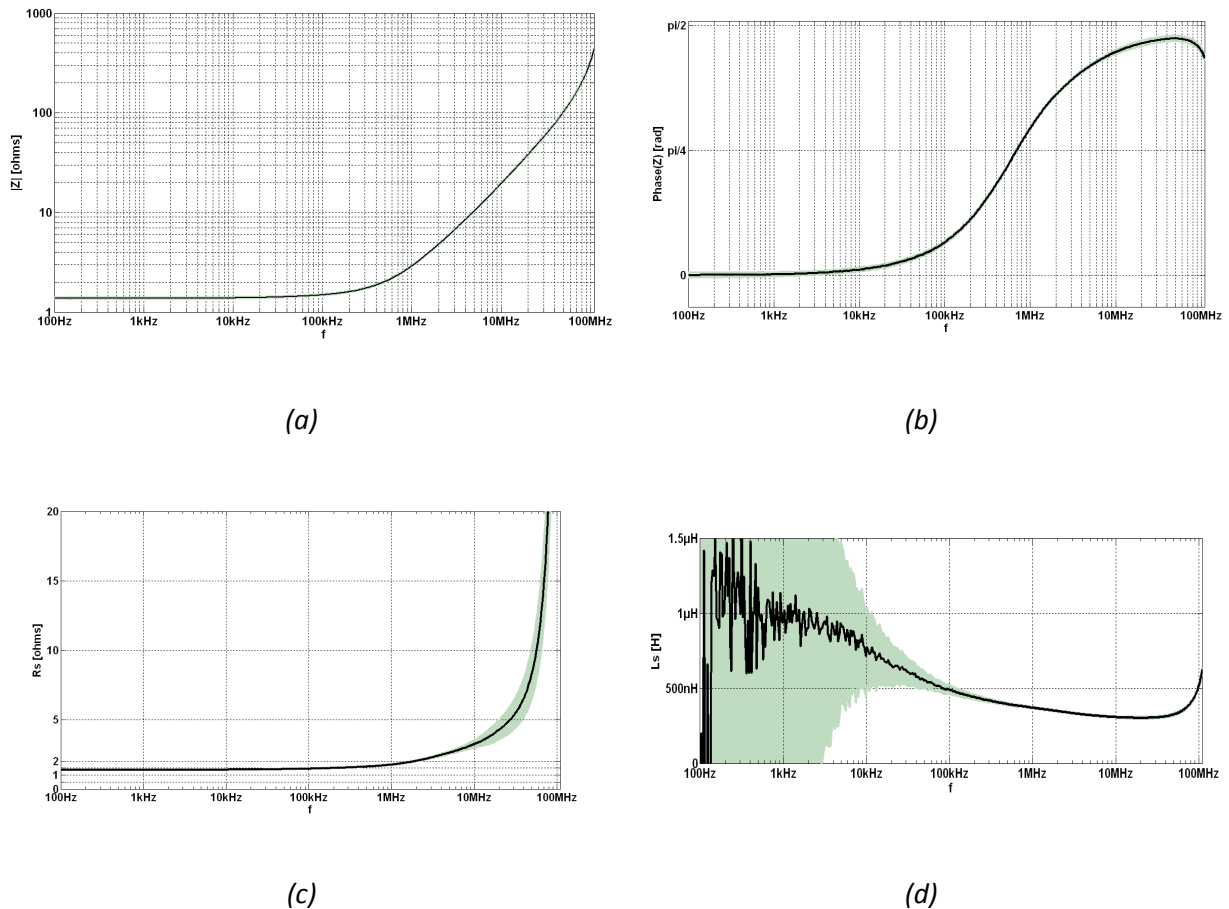 1000
100
10
1
|Z| [ohms]
100Hz 1kHz 10kHz 100kHz 1MHz 10MHz 100MHz
f
(a)
pi/2
pi/4
0
Phase(Z) [rad]
100Hz 1kHz 10kHz 100kHz 1MHz 10MHz 100MHz
f
(b)
20
15
10
5
2
1
0
Rs [ohms]
100Hz 1kHz 10kHz 100kHz 1MHz 10MHz 100MHz
f
(c)
1.5µH
1µH
500nH
0
Ls [H]
100Hz 1kHz 10kHz 100kHz 1MHz 10MHz 100MHz
f
(d)